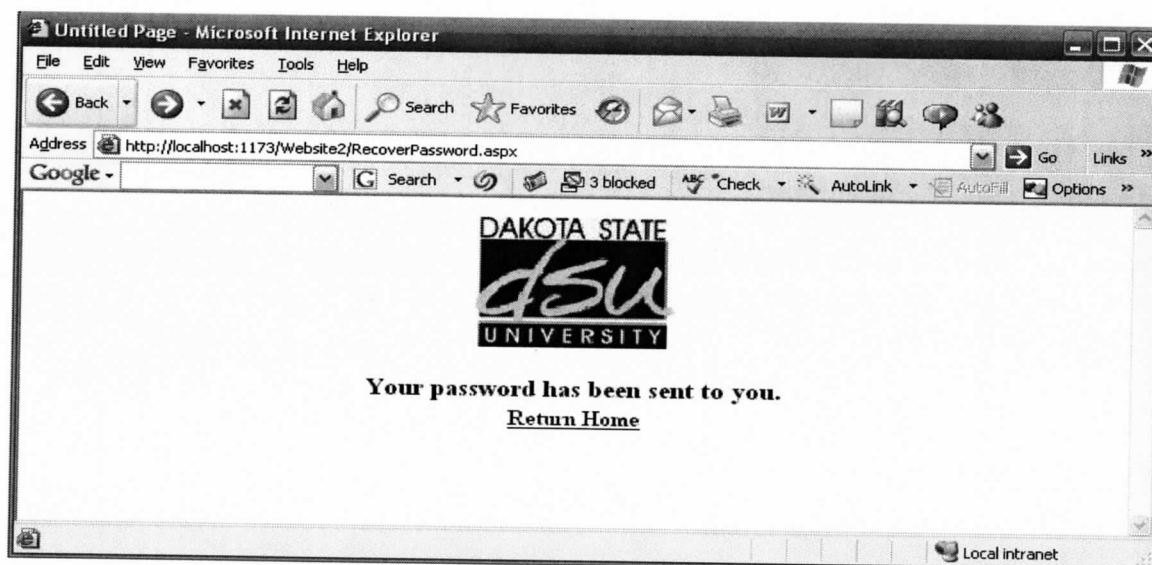 Untitled Page - Microsoft Internet Explorer
File Edit View Favorites Tools Help
Back Search Favorites W
Address http://localhost:1173/Website2/RecoverPassword.aspx Go Links »
Google G Search 3 blocked ABC Check AutoLink AutoFill Options »
DAKOTA STATE
dsu
UNIVERSITY
Your password has been sent to you.
Return Home
Local intranet